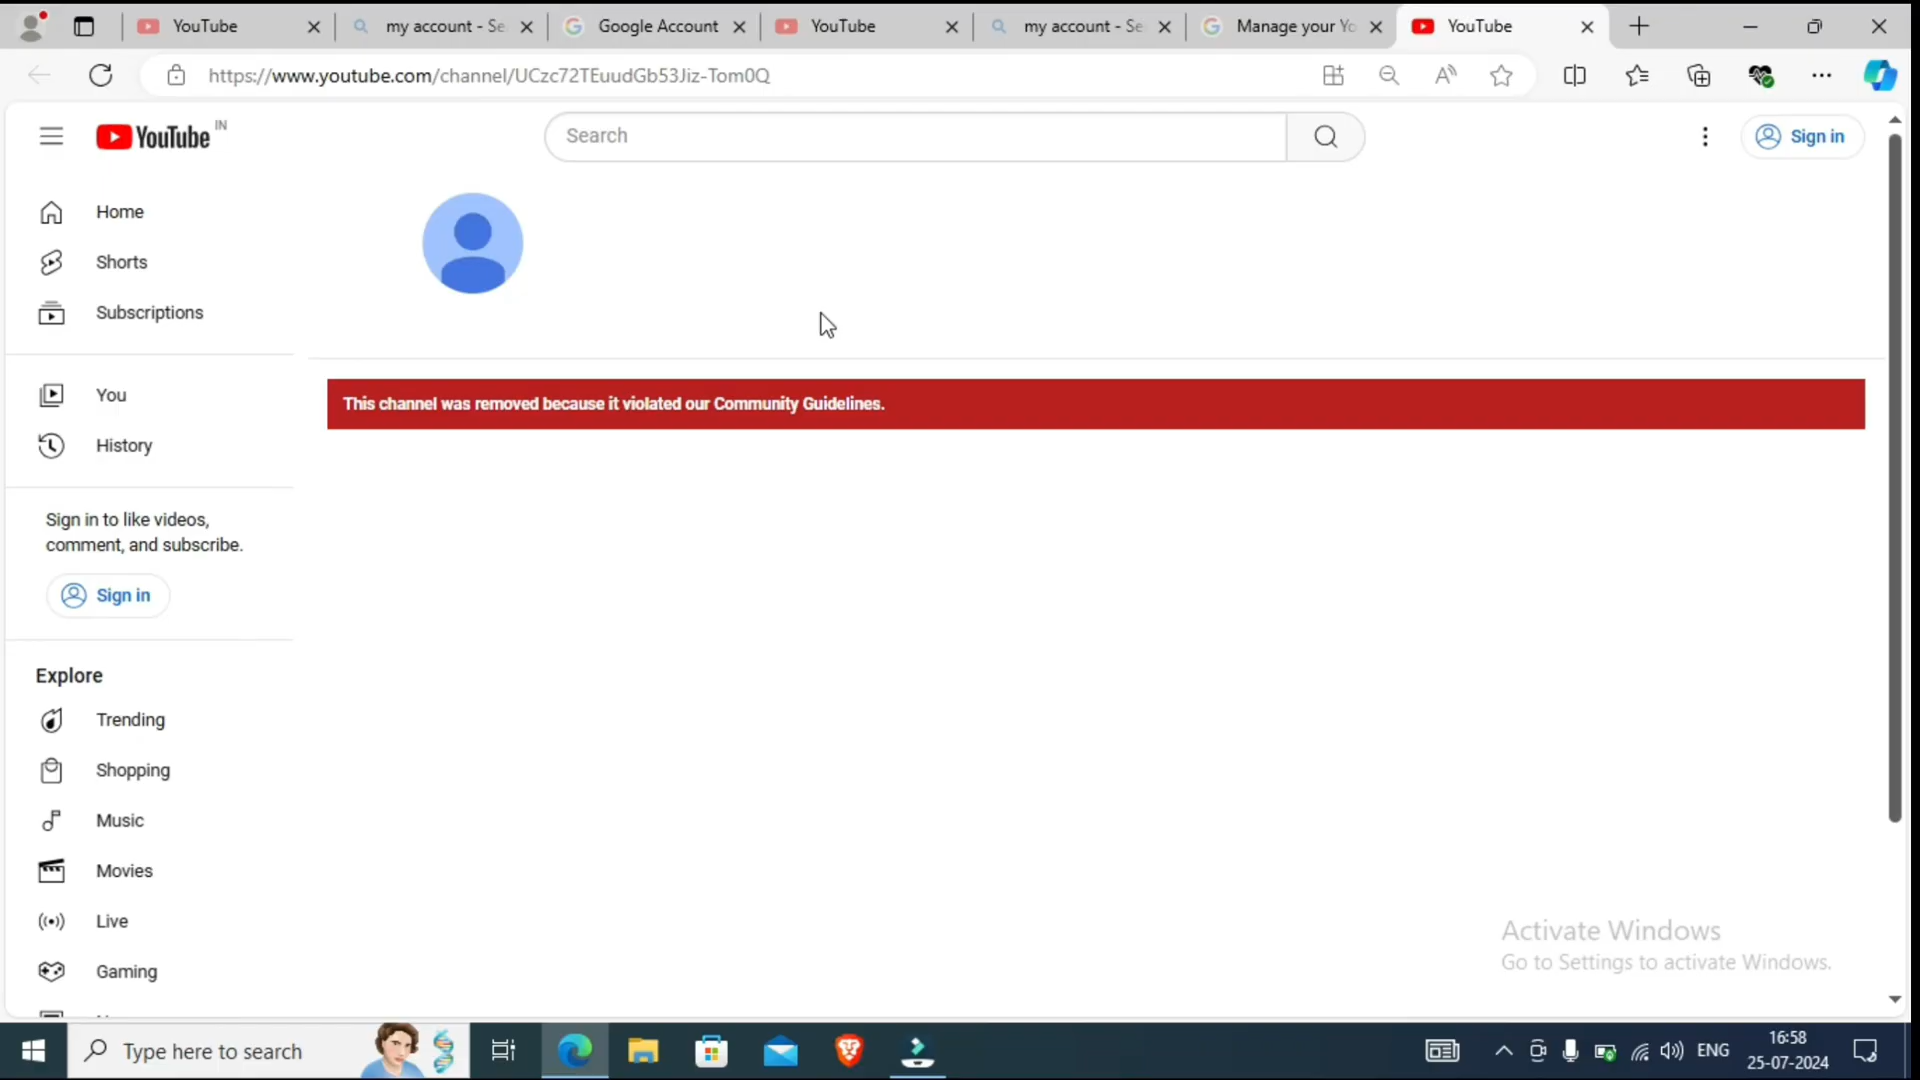 YouTube
my account - Se
Google Account
YouTube
my account - Se
Manage your Yo
YouTube
https://www.youtube.com/channel/UCzc72TEuudGb53Jiz-Tom0Q
YouTube IN
Search
Sign in
Home
Shorts
Subscriptions
This channel was removed because it violated our Community Guidelines.
You
History
Sign in to like videos,
comment, and subscribe.
Sign in
Explore
Trending
Shopping
Music
Movies
Live
Gaming
Activate Windows
Go to Settings to activate Windows.
Type here to search
ENG
16:58
25-07-2024